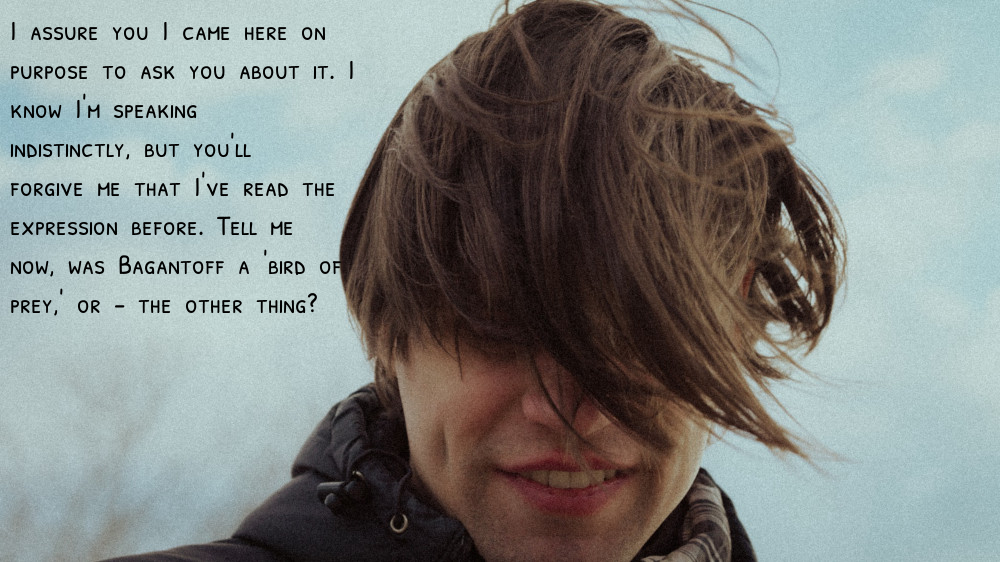 I assure you I came here on
purpose to ask you about it. I
know I'm speaking
indistinctly, but you'll
forgive me that I've read the
expression before. Tell me
now, was Bagantoff a 'bird of
prey,' or – the other thing?